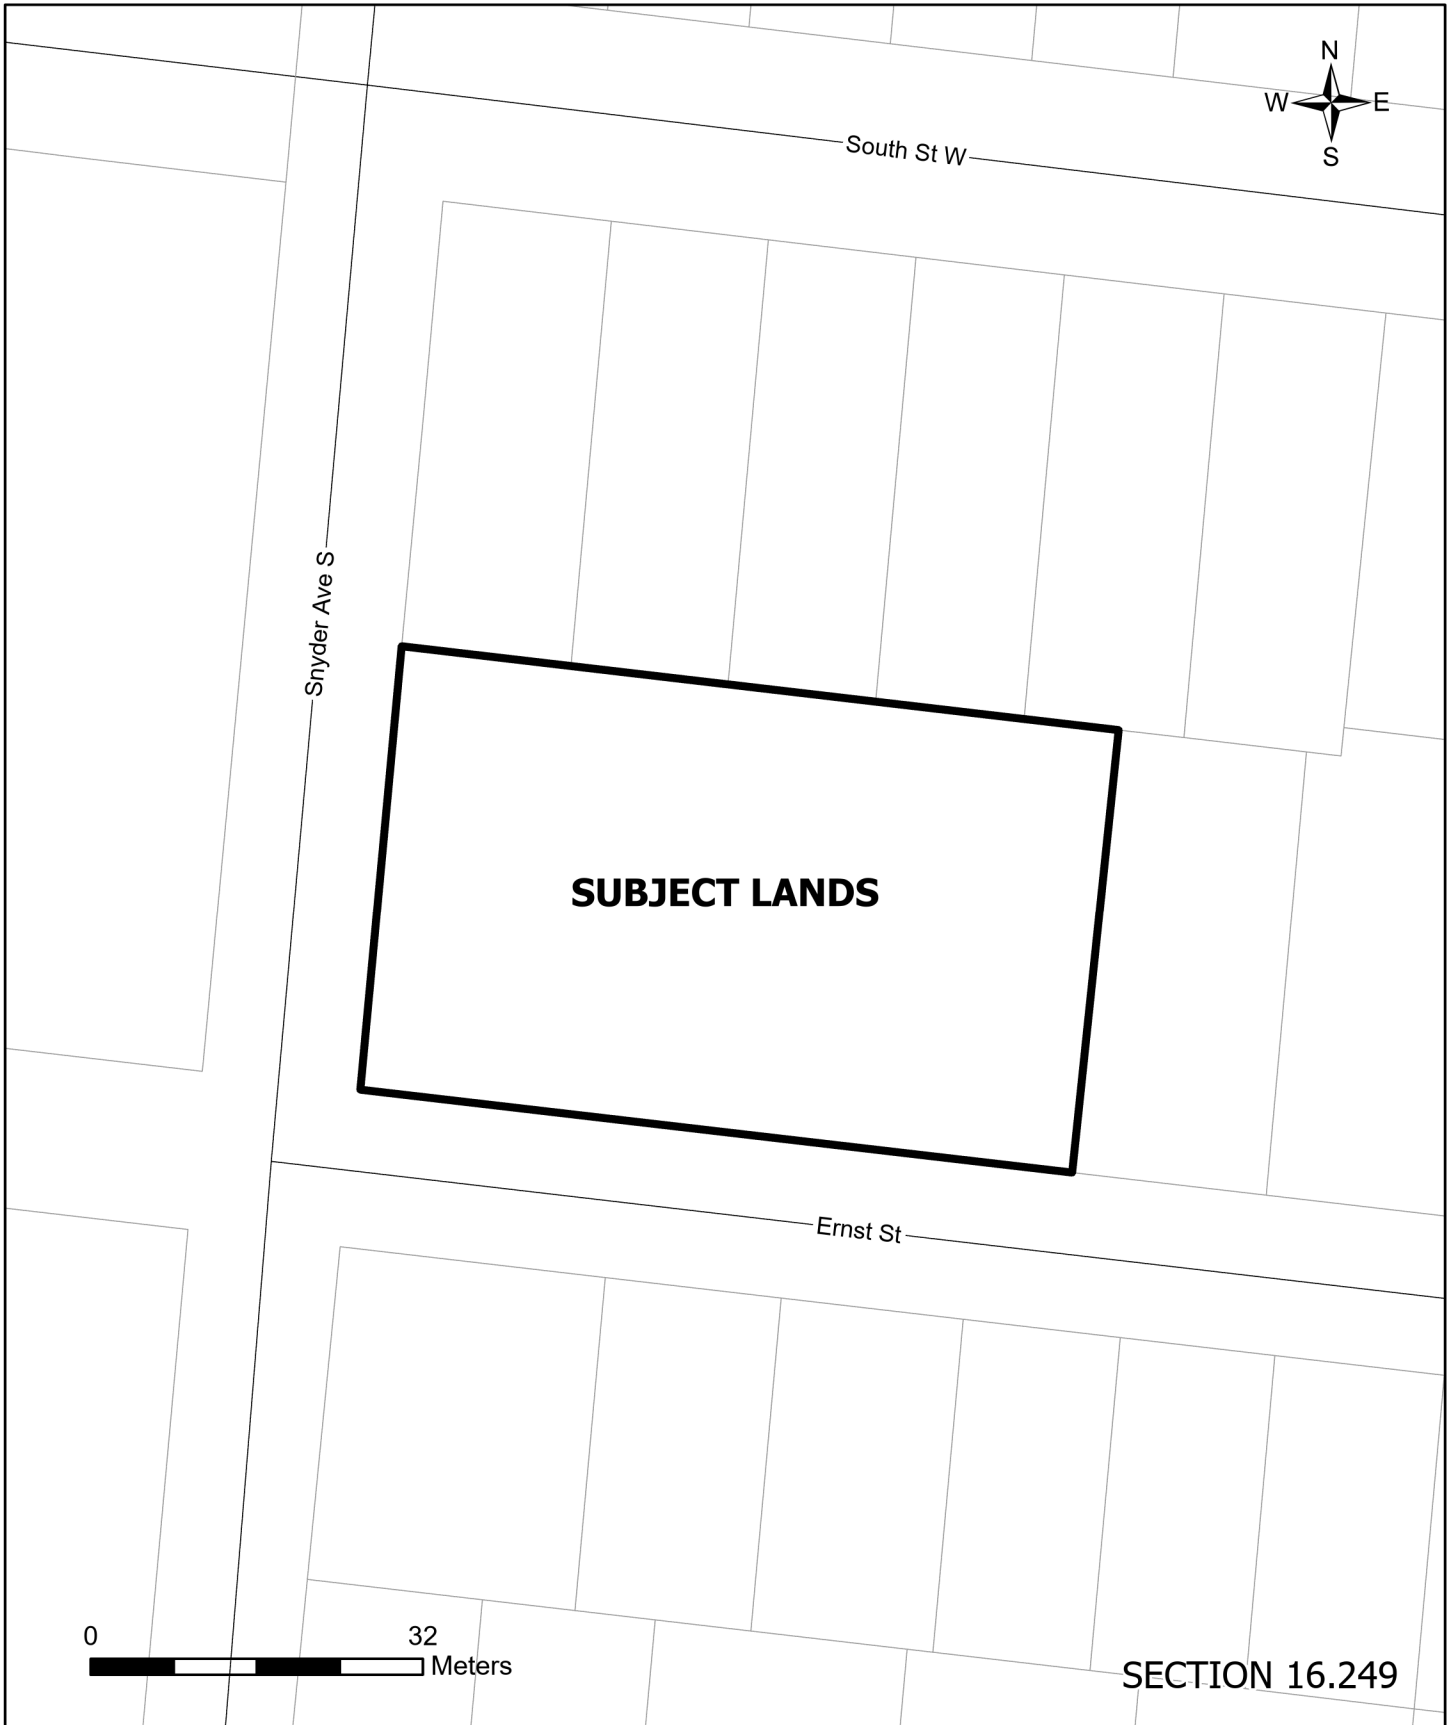 N
W E
S
South St W
Snyder Ave S
SUBJECT LANDS
Ernst St
0 32
Meters
SECTION 16.249